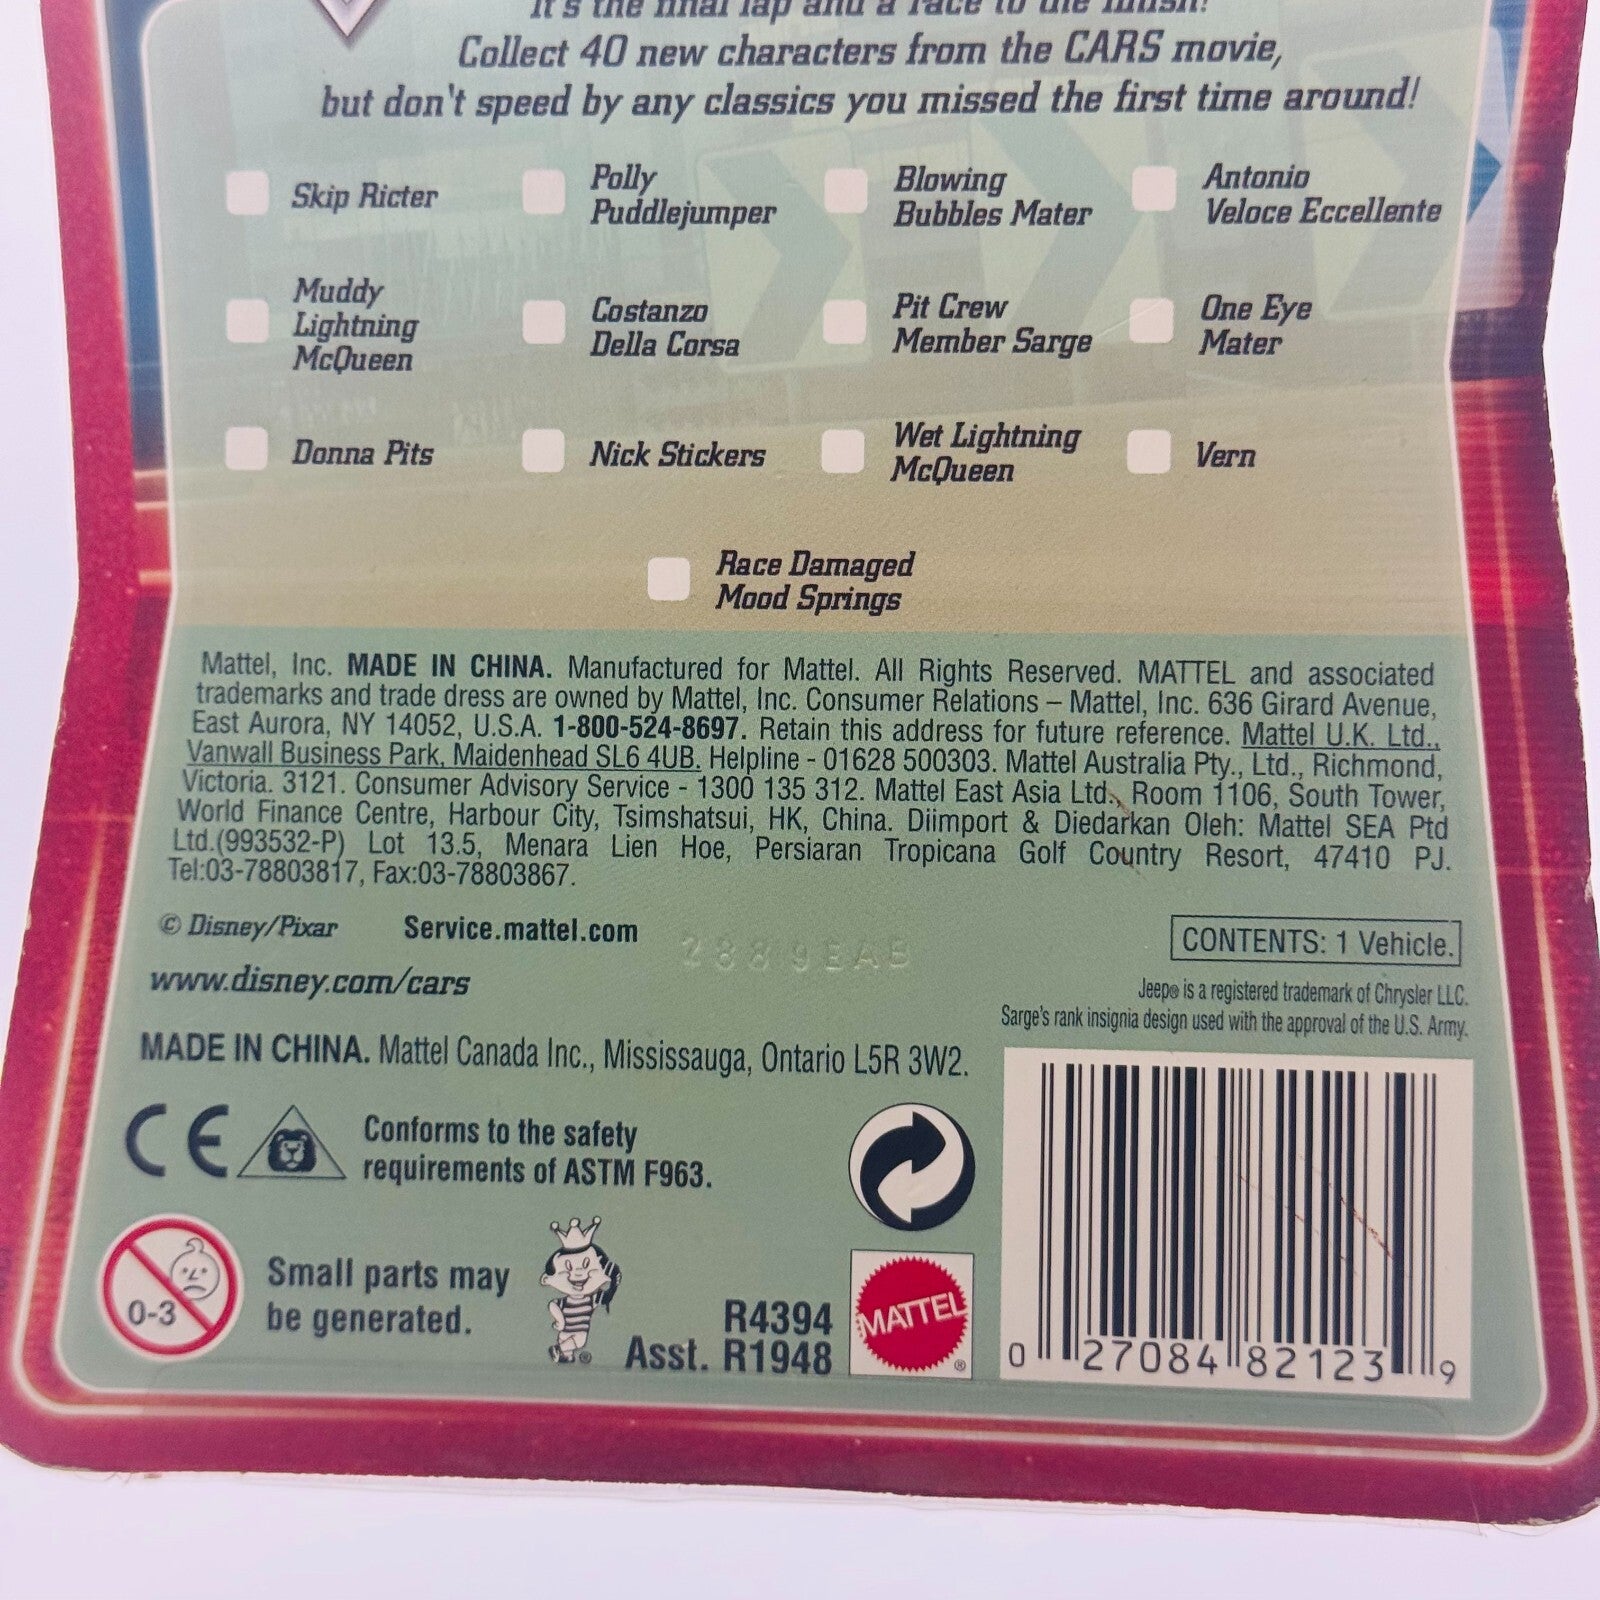 It's the final lap and a race to the finish!
Collect 40 new characters from the CARS movie,
but don't speed by any classics you missed the first time around!
Skip Ricter
Polly
Puddlejumper
Blowing
Bubbles Mater
Antonio
Veloce Eccellente
Muddy
Lightning
McQueen
Costanzo
Della Corsa
Pit Crew
Member Sarge
One Eye
Mater
Donna Pits
Nick Stickers
Wet Lightning
McQueen
Vern
Race Damaged
Mood Springs
Mattel, Inc. MADE IN CHINA. Manufactured for Mattel. All Rights Reserved. MATTEL and associated
trademarks and trade dress are owned by Mattel, Inc. Consumer Relations – Mattel, Inc. 636 Girard Avenue,
East Aurora, NY 14052, U.S.A. 1-800-524-8697. Retain this address for future reference. Mattel U.K. Ltd.,
Vanwall Business Park, Maidenhead SL6 4UB. Helpline - 01628 500303. Mattel Australia Pty., Ltd., Richmond,
Victoria. 3121. Consumer Advisory Service - 1300 135 312. Mattel East Asia Ltd., Room 1106, South Tower,
World Finance Centre, Harbour City, Tsimshatsui, HK, China. Diimport & Diedarkan Oleh: Mattel SEA Ptd
Ltd.(993532-P) Lot 13.5, Menara Lien Hoe, Persiaran Tropicana Golf Country Resort, 47410 PJ.
Tel:03-78803817, Fax:03-78803867.
© Disney/Pixar
Service.mattel.com
CONTENTS: 1 Vehicle.
www.disney.com/cars
Jeep® is a registered trademark of Chrysler LLC.
Sarge's rank insignia design used with the approval of the U.S. Army.
MADE IN CHINA. Mattel Canada Inc., Mississauga, Ontario L5R 3W2.
CE
Conforms to the safety
requirements of ASTM F963.
0-3
Small parts may
be generated.
®
R4394
Asst. R1948
MATTEL
®
0 27084 82123 9